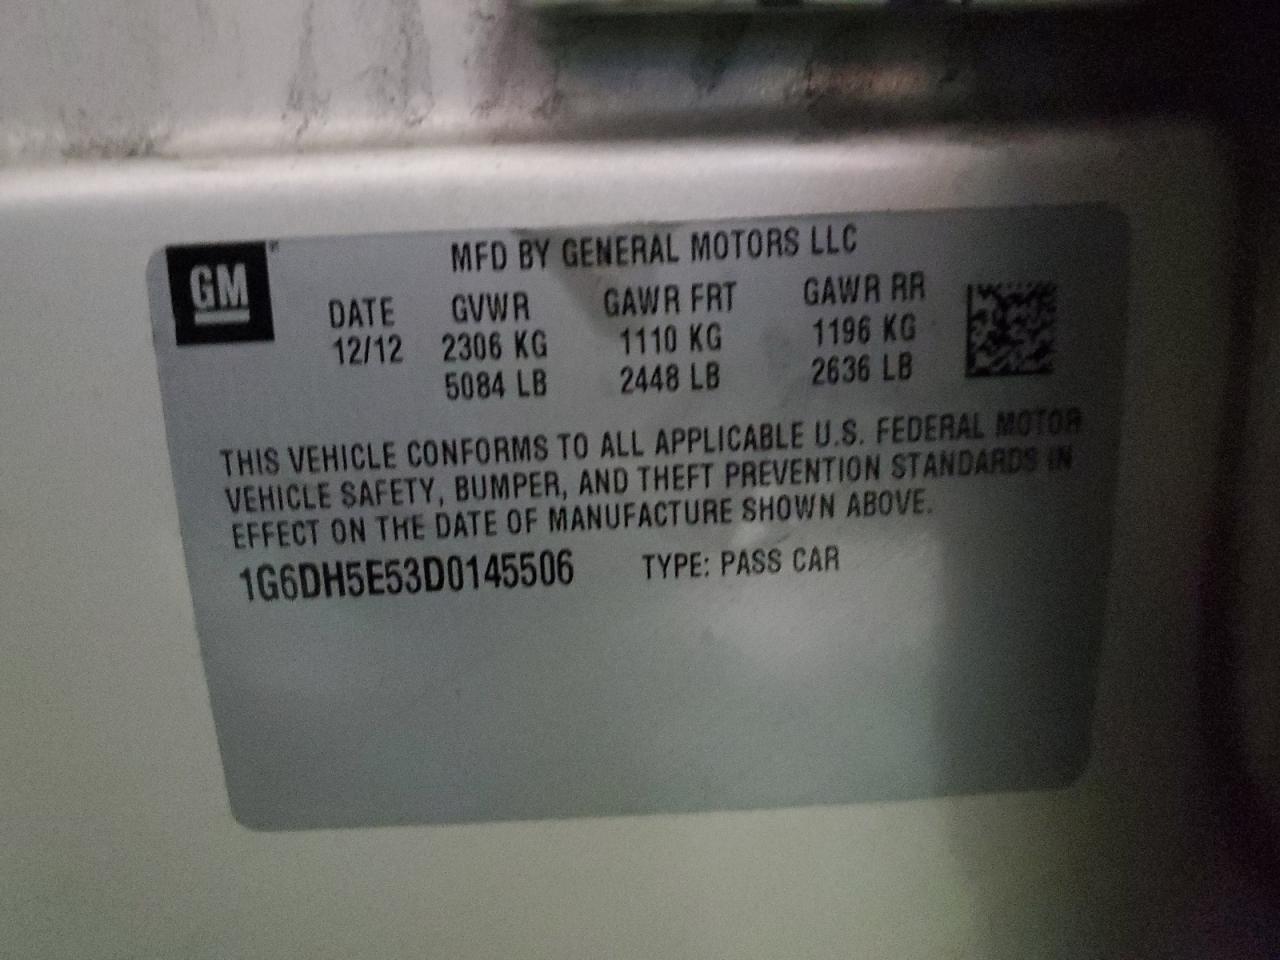 GM
MFD BY GENERAL MOTORS LLC
DATE GVWR GAWR FRT GAWR RR
12/12 2306 KG 1110 KG 1196 KG
5084 LB 2448 LB 2636 LB
THIS VEHICLE CONFORMS TO ALL APPLICABLE U.S. FEDERAL MOTOR
VEHICLE SAFETY, BUMPER, AND THEFT PREVENTION STANDARDS IN
EFFECT ON THE DATE OF MANUFACTURE SHOWN ABOVE.
1G6DH5E53D0145506 TYPE: PASS CAR